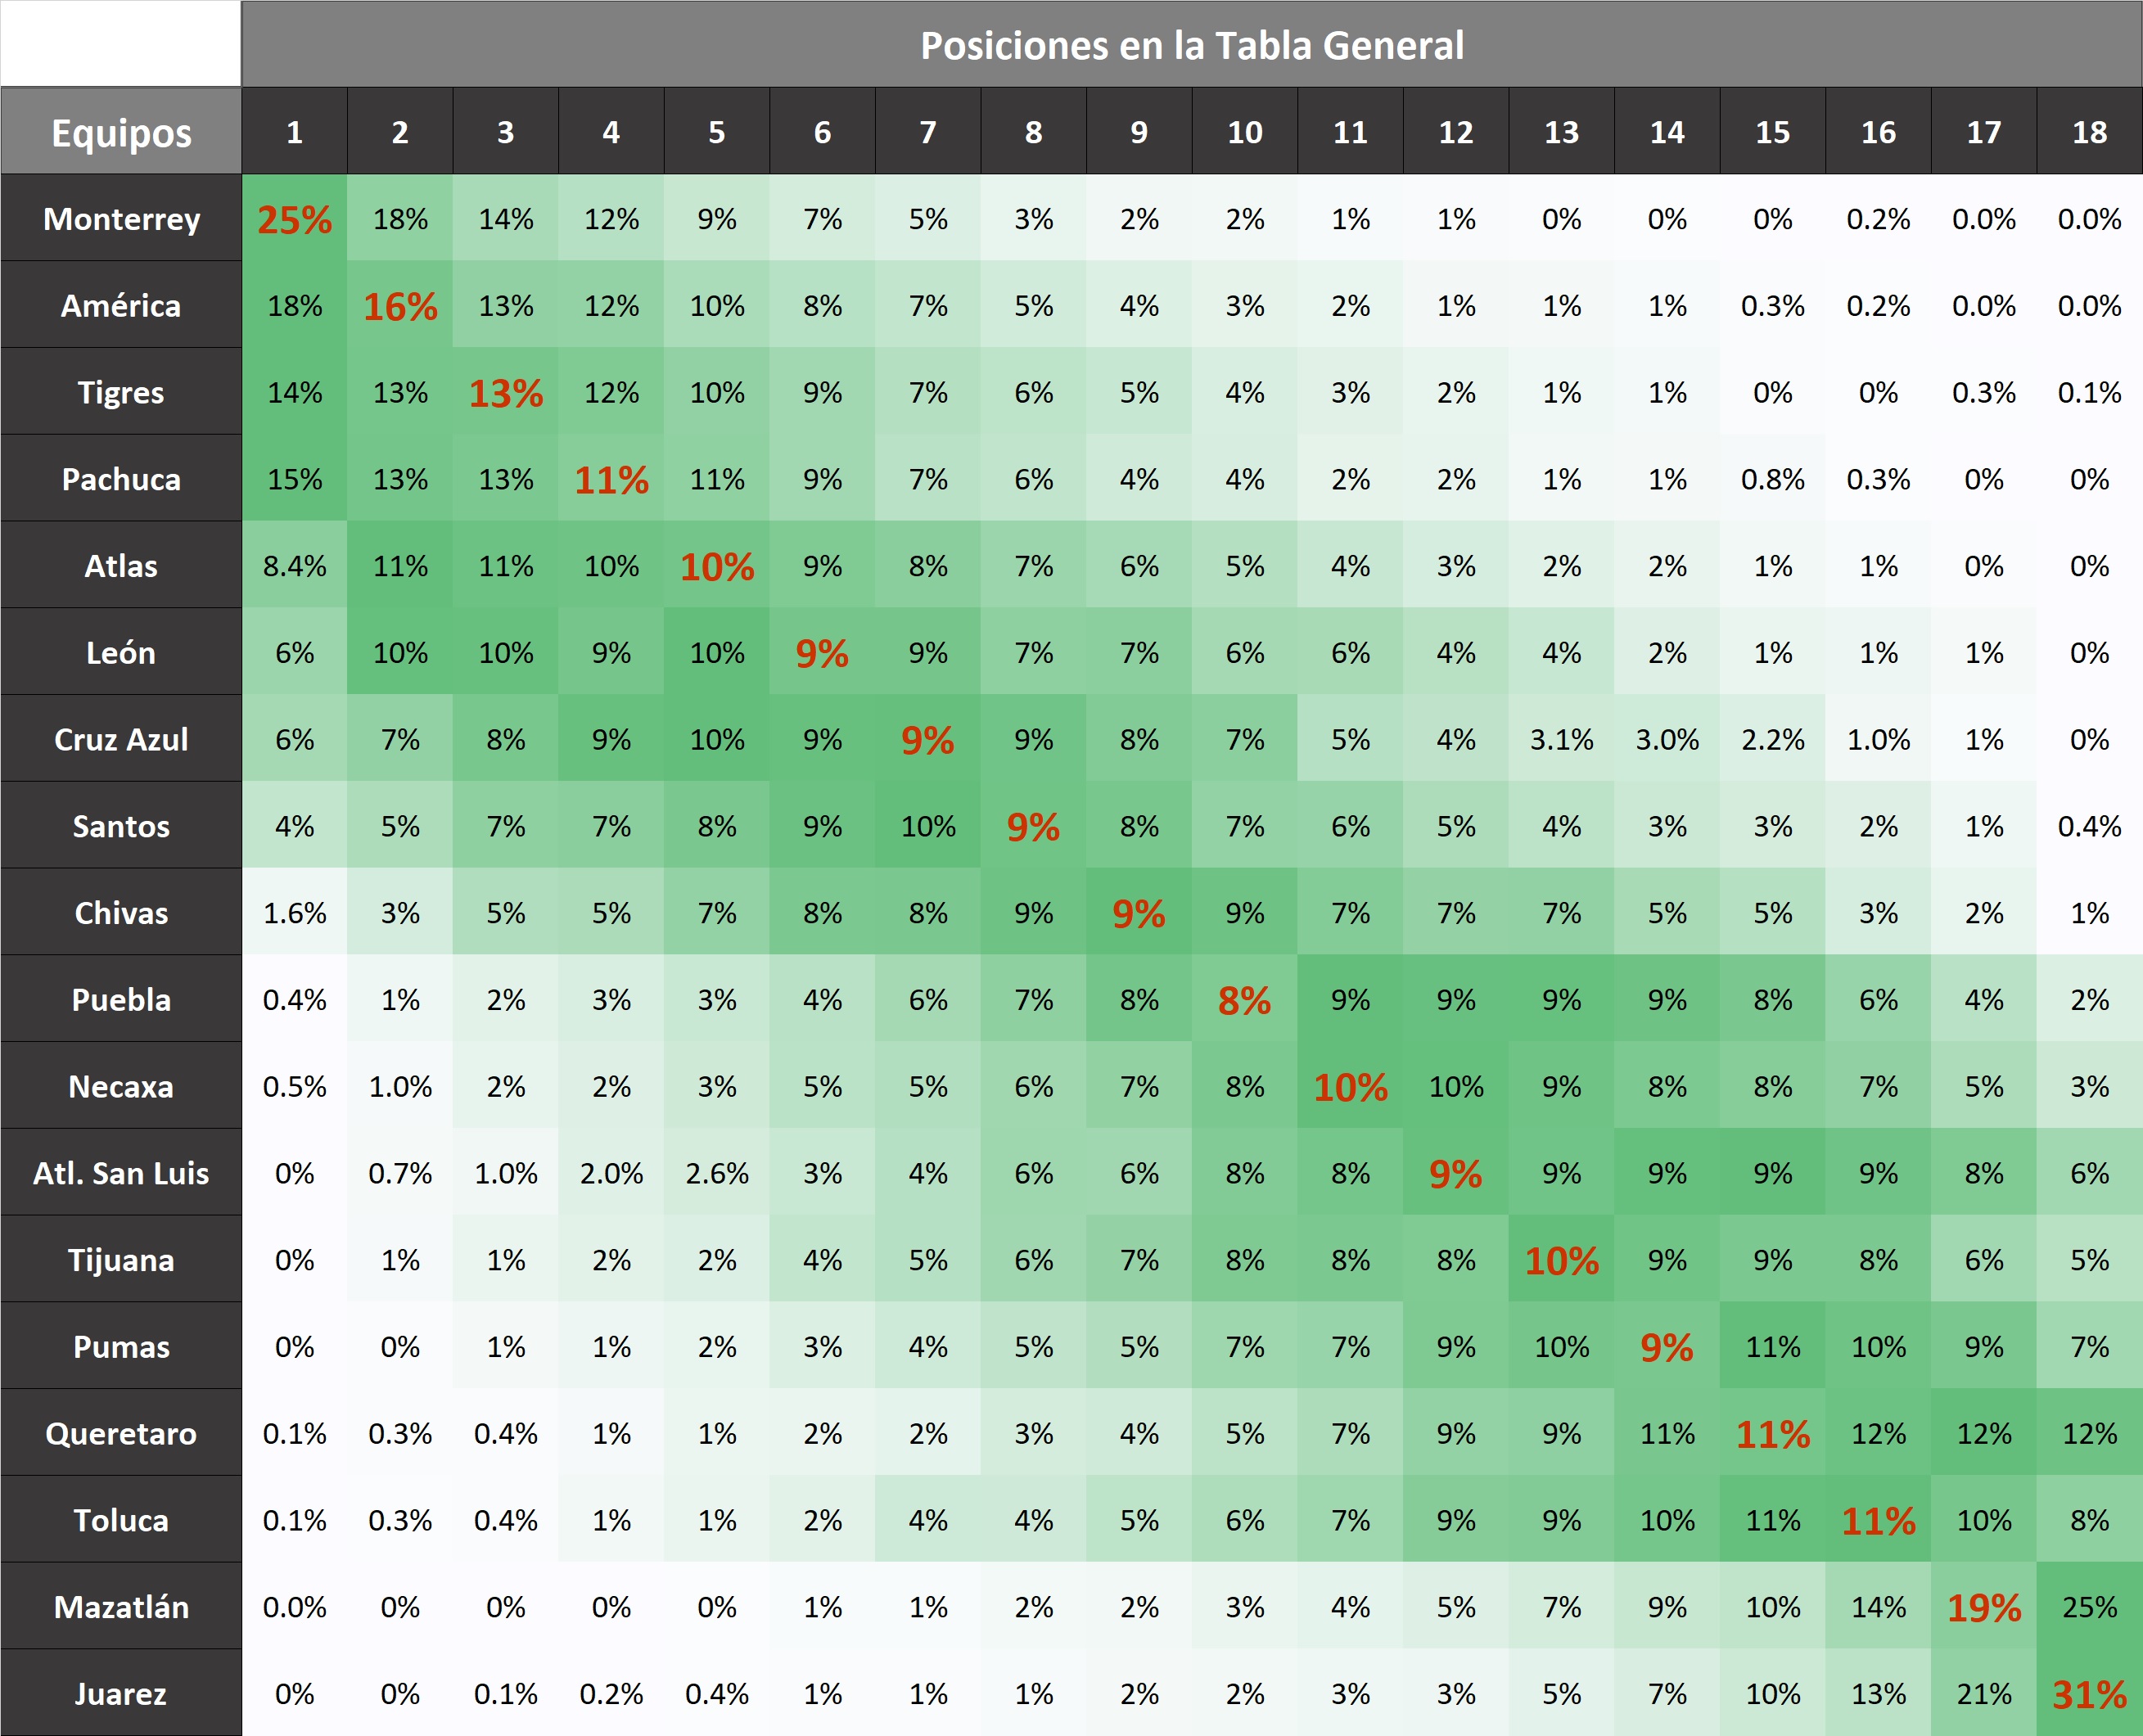 Posiciones en la Tabla General
Equipos 1 2 3 4 5 6 7 8 9 10 11 12 13 14 15 16 17 18
Monterrey 25% 18% 14% 12% 9% 7% 5% 3% 2% 2% 1% 1% 0% 0% 0% 0.2% 0.0% 0.0%
América 18% 16% 13% 12% 10% 8% 7% 5% 4% 3% 2% 1% 1% 1% 0.3% 0.2% 0.0% 0.0%
Tigres 14% 13% 13% 12% 10% 9% 7% 6% 5% 4% 3% 2% 1% 1% 0% 0% 0.3% 0.1%
Pachuca 15% 13% 13% 11% 11% 9% 7% 6% 4% 4% 2% 2% 1% 1% 0.8% 0.3% 0% 0%
Atlas 8.4% 11% 11% 10% 10% 9% 8% 7% 6% 5% 4% 3% 2% 2% 1% 1% 0% 0%
León 6% 10% 10% 9% 10% 9% 9% 7% 7% 6% 6% 4% 4% 2% 1% 1% 1% 0%
Cruz Azul 6% 7% 8% 9% 10% 9% 9% 9% 8% 7% 5% 4% 3.1% 3.0% 2.2% 1.0% 1% 0%
Santos 4% 5% 7% 7% 8% 9% 10% 9% 8% 7% 6% 5% 4% 3% 3% 2% 1% 0.4%
Chivas 1.6% 3% 5% 5% 7% 8% 8% 9% 9% 9% 7% 7% 7% 5% 5% 3% 2% 1%
Puebla 0.4% 1% 2% 3% 3% 4% 6% 7% 8% 8% 9% 9% 9% 9% 8% 6% 4% 2%
Necaxa 0.5% 1.0% 2% 2% 3% 5% 5% 6% 7% 8% 10% 10% 9% 8% 8% 7% 5% 3%
Atl. San Luis 0% 0.7% 1.0% 2.0% 2.6% 3% 4% 6% 6% 8% 8% 9% 9% 9% 9% 9% 8% 6%
Tijuana 0% 1% 1% 2% 2% 4% 5% 6% 7% 8% 8% 8% 10% 9% 9% 8% 6% 5%
Pumas 0% 0% 1% 1% 2% 3% 4% 5% 5% 7% 7% 9% 10% 9% 11% 10% 9% 7%
Queretaro 0.1% 0.3% 0.4% 1% 1% 2% 2% 3% 4% 5% 7% 9% 9% 11% 11% 12% 12% 12%
Toluca 0.1% 0.3% 0.4% 1% 1% 2% 4% 4% 5% 6% 7% 9% 9% 10% 11% 11% 10% 8%
Mazatlán 0.0% 0% 0% 0% 0% 1% 1% 2% 2% 3% 4% 5% 7% 9% 10% 14% 19% 25%
Juarez 0% 0% 0.1% 0.2% 0.4% 1% 1% 1% 2% 2% 3% 3% 5% 7% 10% 13% 21% 31%